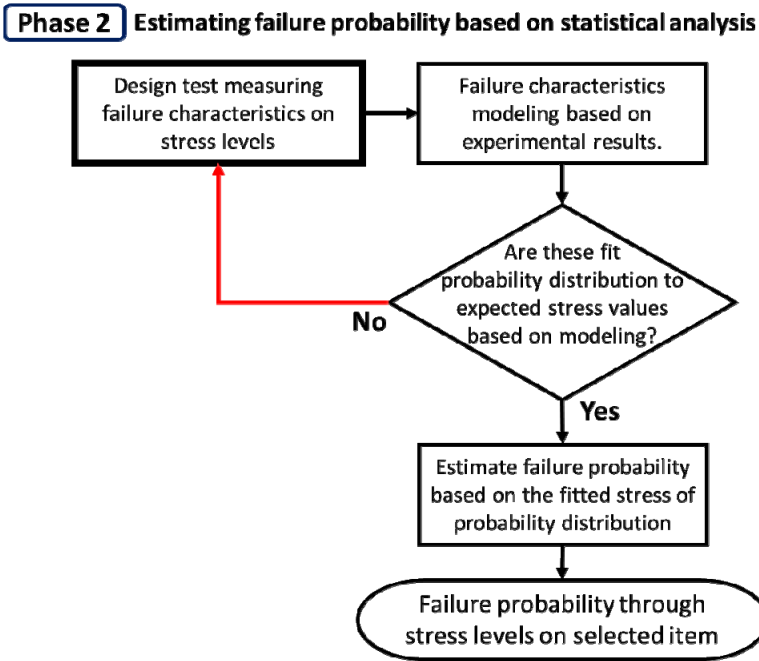 Phase 2 Estimating failure probability based on statistical analysis
Design test measuring
failure characteristics on
stress levels
Failure characteristics
modeling based on
experimental results.
Are these fit
probability distribution to
expected stress values
based on modeling?
No
Yes
Estimate failure probability
based on the fitted stress of
probability distribution
Failure probability through
stress levels on selected item